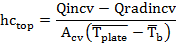 hc_top = (Qincv − Qradincv) / (A_cv(T̅_plate − T̅_b))